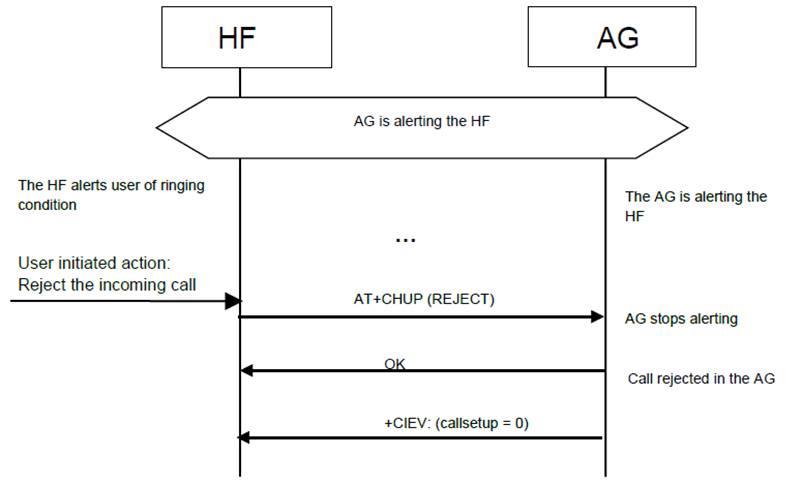 HF
AG
AG is alerting the HF
The HF alerts user of ringing
condition
The AG is alerting the
HF
...
User initiated action:
Reject the incoming call
AT+CHUP (REJECT)
AG stops alerting
OK
Call rejected in the AG
+CIEV: (callsetup = 0)